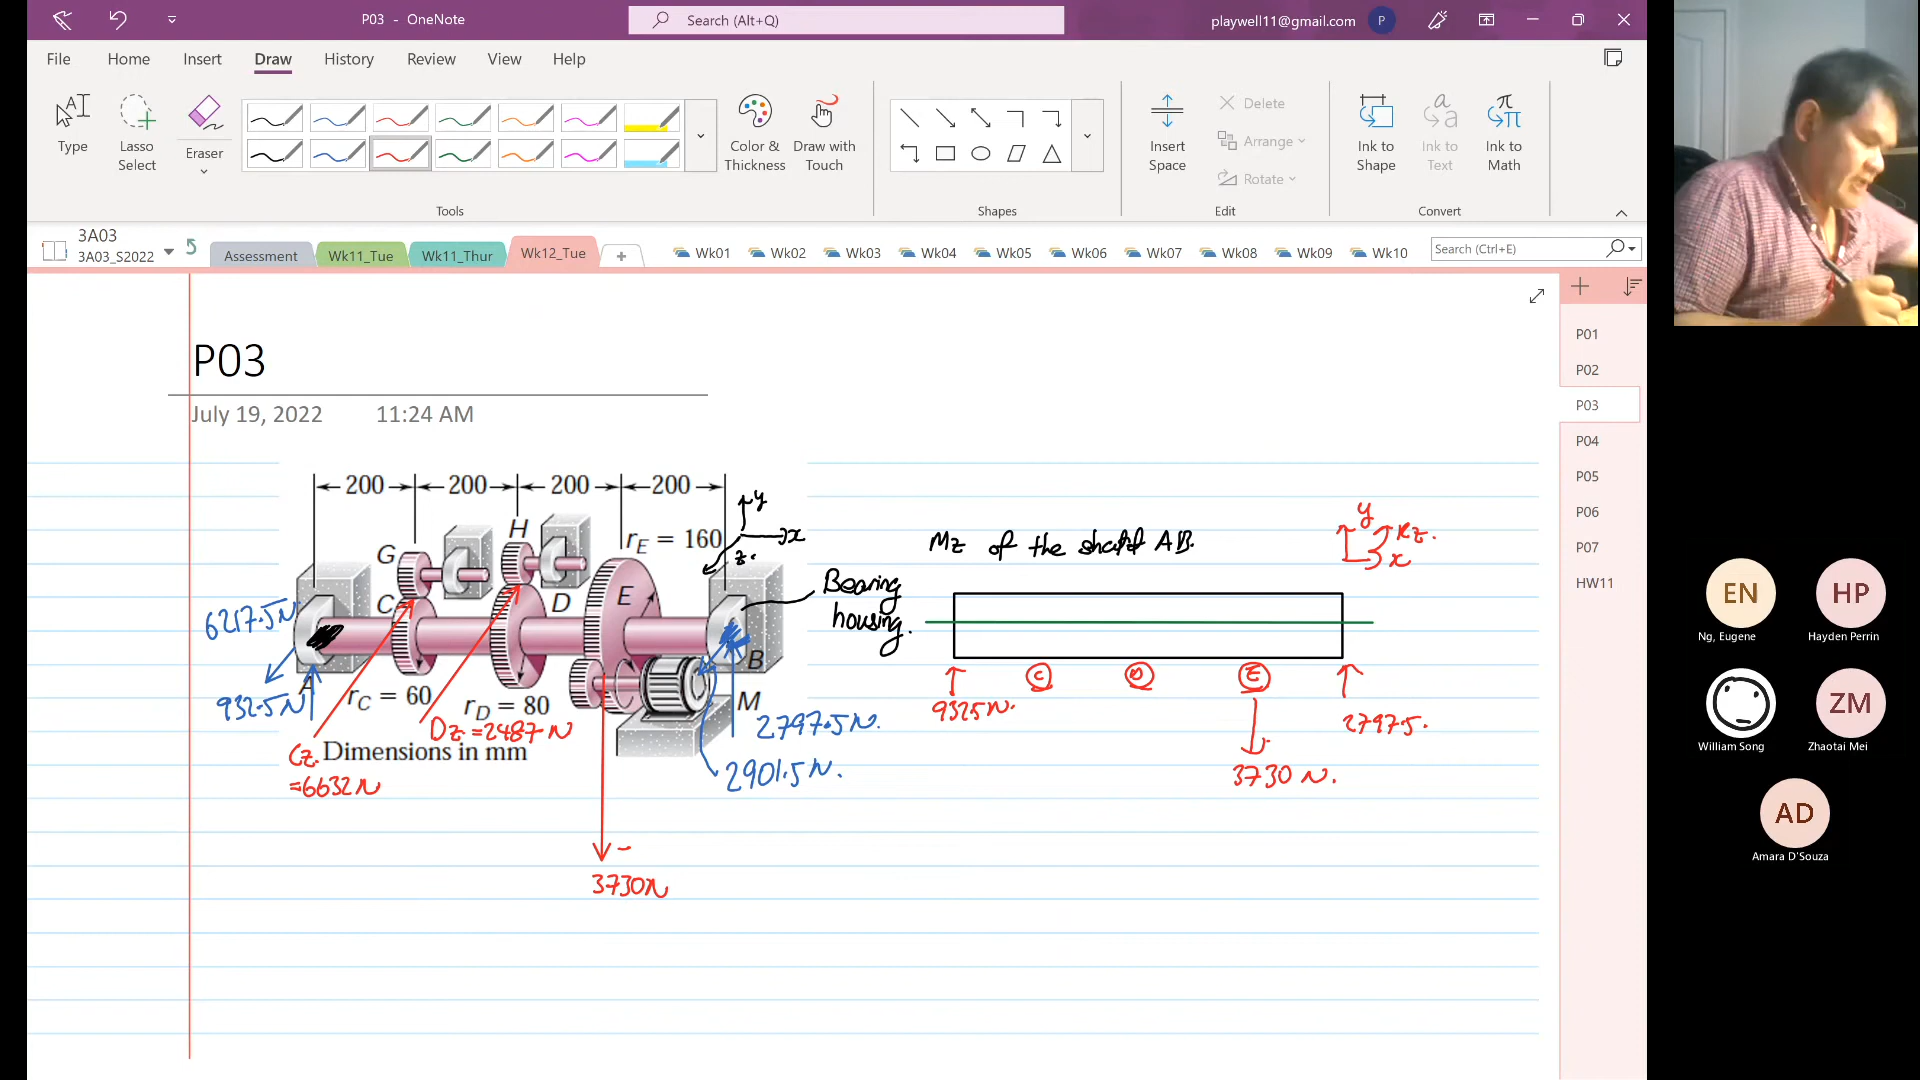 P03 - OneNote
Search (Alt+Q)
playwell11@gmail.com
P
File Home Insert Draw History Review View Help
Type
Lasso Select
Eraser
Color & Thickness
Draw with Touch
Insert Space
Delete
Arrange
Rotate
Ink to Shape
Ink to Text
Ink to Math
Tools
Shapes
Edit
Convert
3A03
3A03_S2022
Assessment
Wk11_Tue
Wk11_Thur
Wk12_Tue
Wk01
Wk02
Wk03
Wk04
Wk05
Wk06
Wk07
Wk08
Wk09
Wk10
Search (Ctrl+E)
P01
P02
P03
P04
P05
P06
P07
HW11
P03
July 19, 2022 11:24 AM
200 200 200 200
y
x
z.
G
H
rE = 160
C
D
E
A
B
M
rC = 60
rD = 80
Dimensions in mm
Bearing
housing.
6217.5N
932.5N
Cz.
=6632N
Dz=2487N
2797.5N.
2901.5N.
3730N
Mz of the shaft AB.
y
Rz.
x
C
D
E
932.5N.
2797.5.
3730 N.
EN
Ng, Eugene
HP
Hayden Perrin
William Song
ZM
Zhaotai Mei
AD
Amara D'Souza